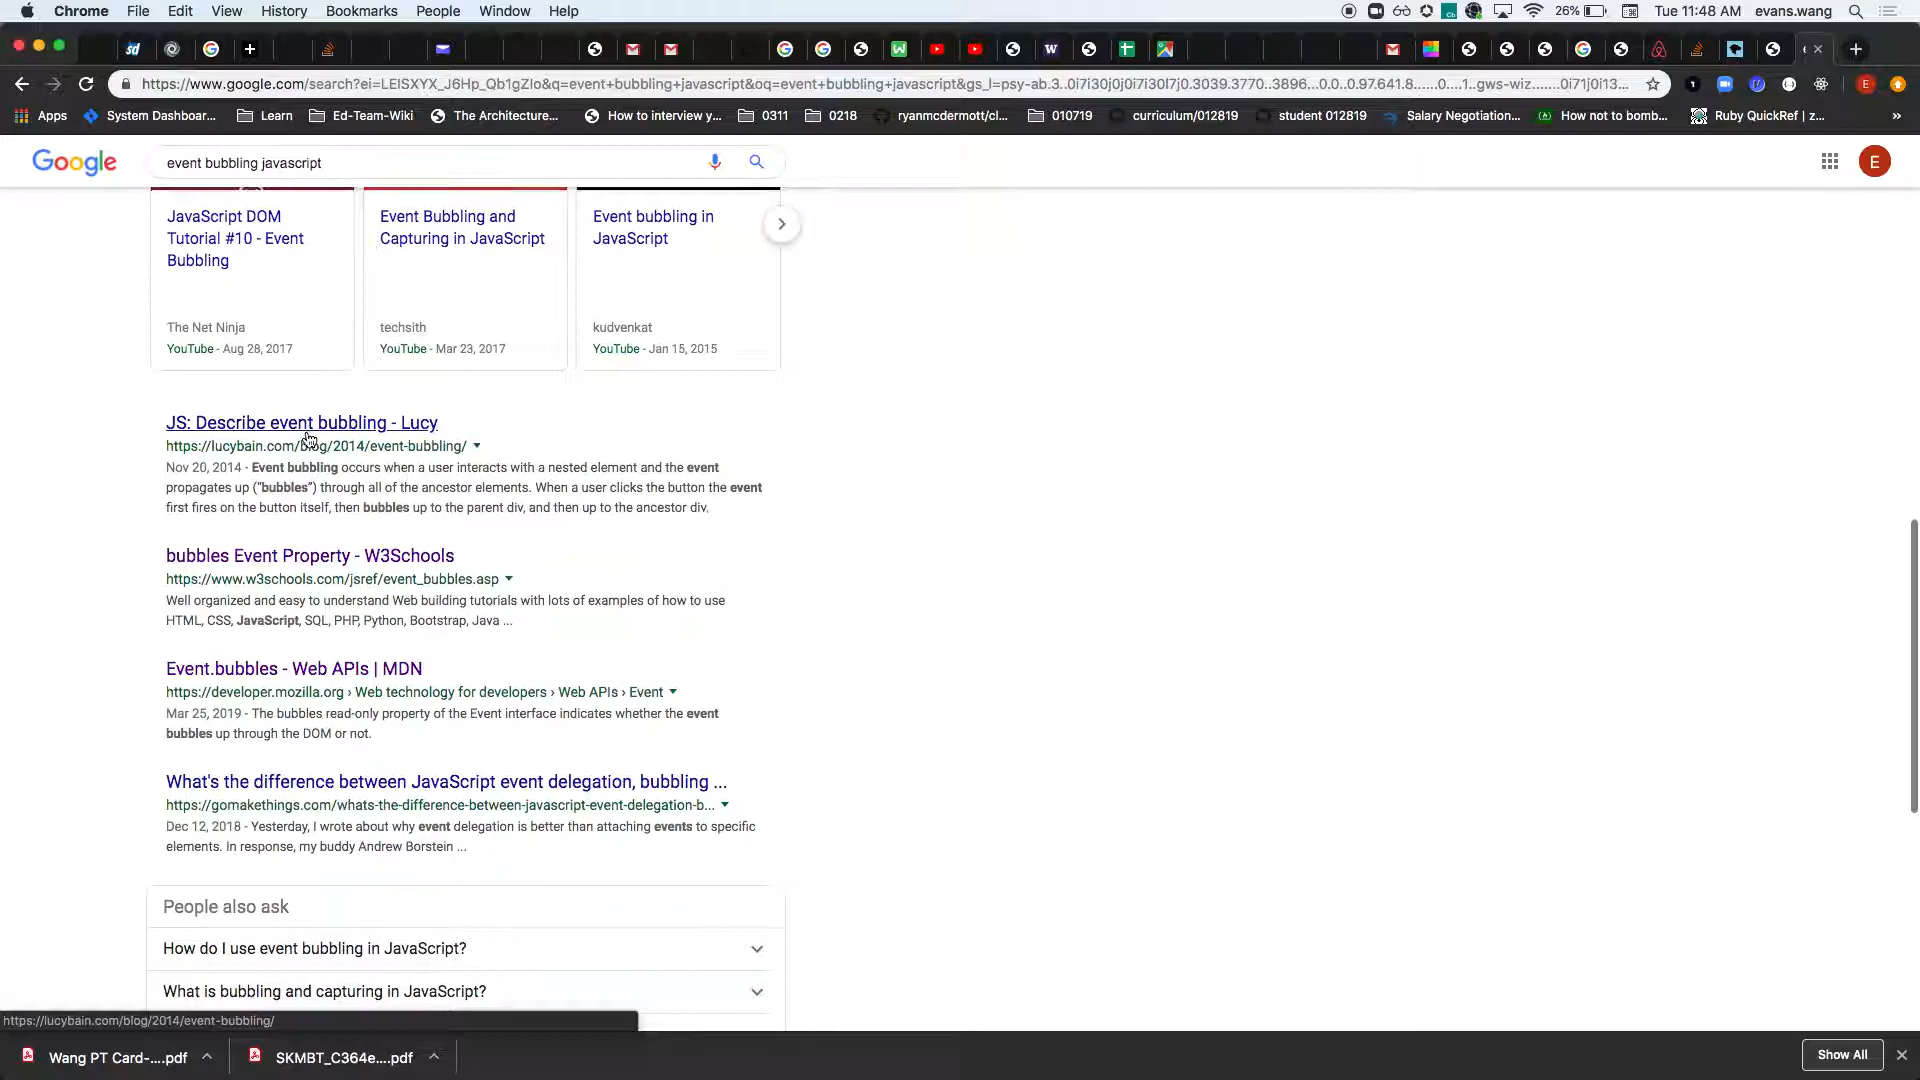 Chrome File Edit View History Bookmarks People Window Help 26% Tue 11:48 AM evans.wang
https://www.google.com/search?ei=LEISXYX_J6Hp_Qb1gZIo&q=event+bubbling+javascript&oq=event+bubbling+javascript&gs_l=psy-ab.3..0i7i30j0j0i7i30l7j0.3039.3770..3896...0.0..0.97.641.8......0....1..gws-wiz.......0i71j0i13...
Apps System Dashboar... Learn Ed-Team-Wiki The Architecture... How to interview y... 0311 0218 ryanmcdermott/cl... 010719 curriculum/012819 student 012819 Salary Negotiation... How not to bomb... Ruby QuickRef | z... »
Google event bubbling javascript E
JavaScript DOM
Tutorial #10 - Event
Bubbling
The Net Ninja
YouTube - Aug 28, 2017
Event Bubbling and
Capturing in JavaScript
techsith
YouTube - Mar 23, 2017
Event bubbling in
JavaScript
kudvenkat
YouTube - Jan 15, 2015
JS: Describe event bubbling - Lucy
https://lucybain.com/blog/2014/event-bubbling/
Nov 20, 2014 - Event bubbling occurs when a user interacts with a nested element and the event
propagates up (“bubbles”) through all of the ancestor elements. When a user clicks the button the event
first fires on the button itself, then bubbles up to the parent div, and then up to the ancestor div.
bubbles Event Property - W3Schools
https://www.w3schools.com/jsref/event_bubbles.asp
Well organized and easy to understand Web building tutorials with lots of examples of how to use
HTML, CSS, JavaScript, SQL, PHP, Python, Bootstrap, Java ...
Event.bubbles - Web APIs | MDN
https://developer.mozilla.org › Web technology for developers › Web APIs › Event
Mar 25, 2019 - The bubbles read-only property of the Event interface indicates whether the event
bubbles up through the DOM or not.
What's the difference between JavaScript event delegation, bubbling ...
https://gomakethings.com/whats-the-difference-between-javascript-event-delegation-b...
Dec 12, 2018 - Yesterday, I wrote about why event delegation is better than attaching events to specific
elements. In response, my buddy Andrew Borstein ...
People also ask
How do I use event bubbling in JavaScript?
What is bubbling and capturing in JavaScript?
https://lucybain.com/blog/2014/event-bubbling/
Wang PT Card-....pdf SKMBT_C364e....pdf Show All